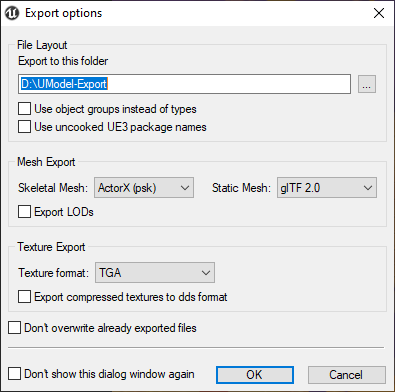 Export options
File Layout
Export to this folder
D:\UModel-Export
...
Use object groups instead of types
Use uncooked UE3 package names
Mesh Export
Skeletal Mesh: ActorX (psk) Static Mesh: glTF 2.0
Export LODs
Texture Export
Texture format: TGA
Export compressed textures to dds format
Don't overwrite already exported files
Don't show this dialog window again OK Cancel